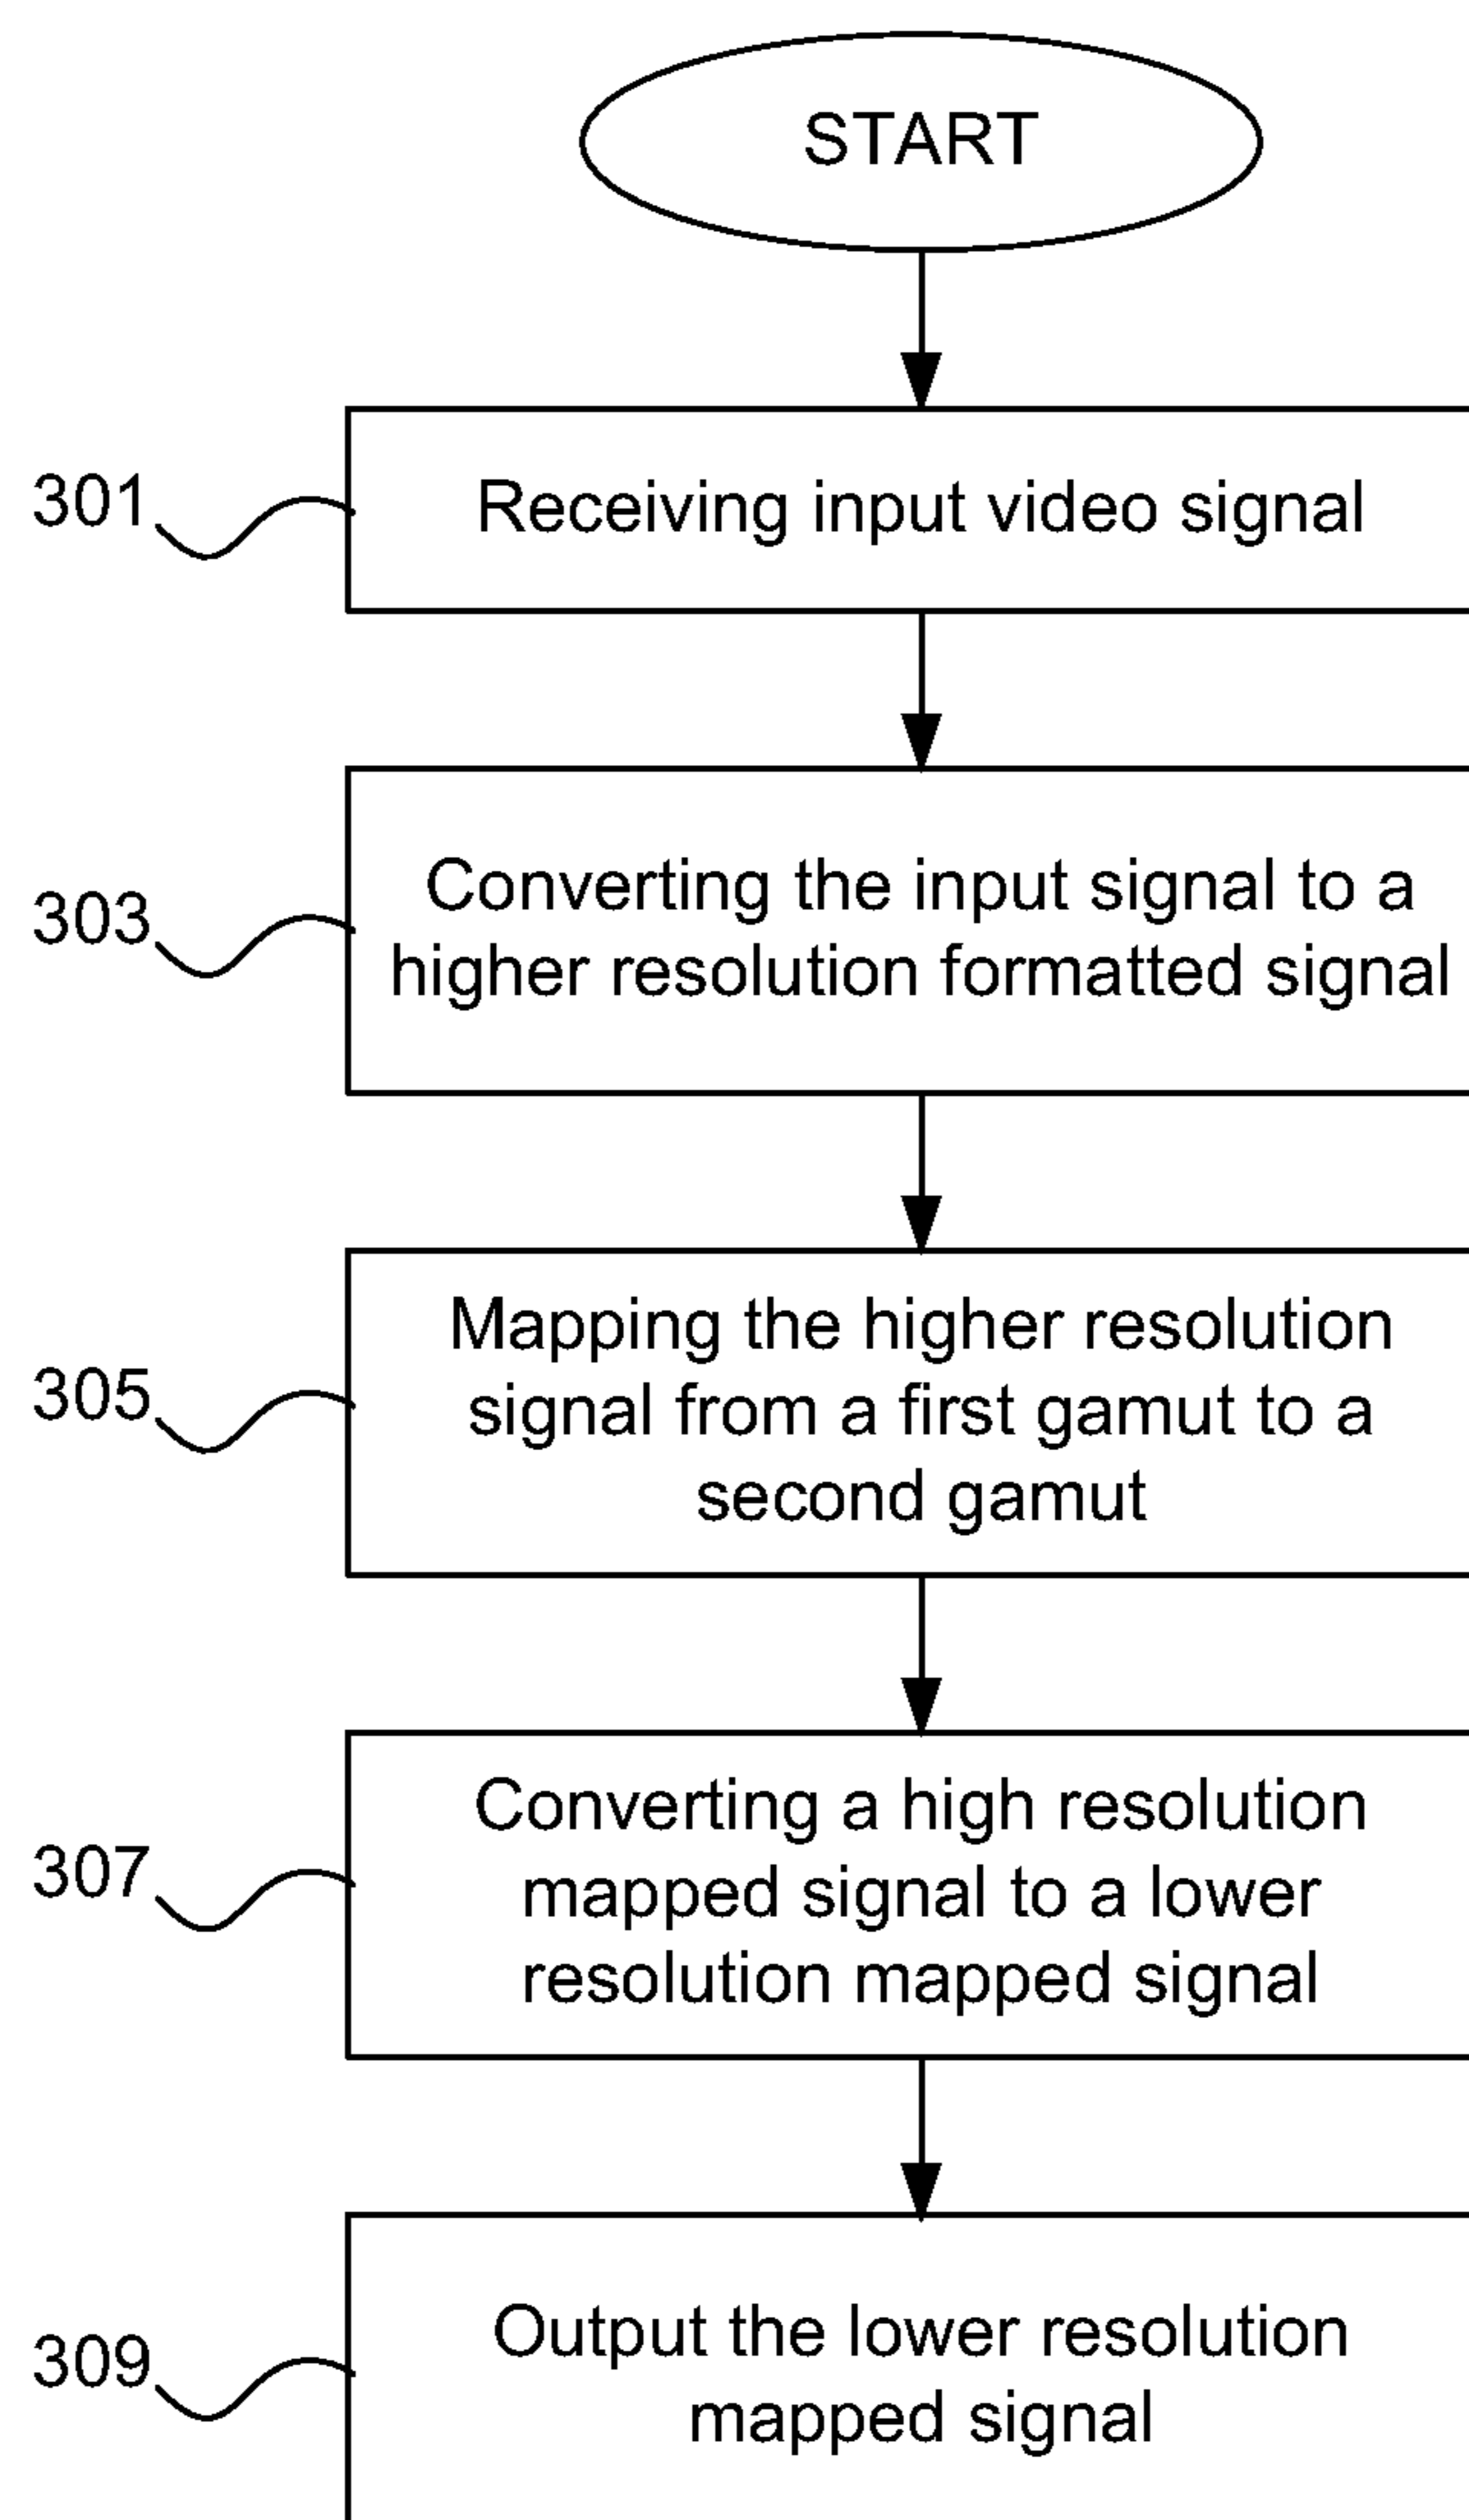 START
301
Receiving input video signal
303
Converting the input signal to a
higher resolution formatted signal
305
Mapping the higher resolution
signal from a first gamut to a
second gamut
307
Converting a high resolution
mapped signal to a lower
resolution mapped signal
309
Output the lower resolution
mapped signal